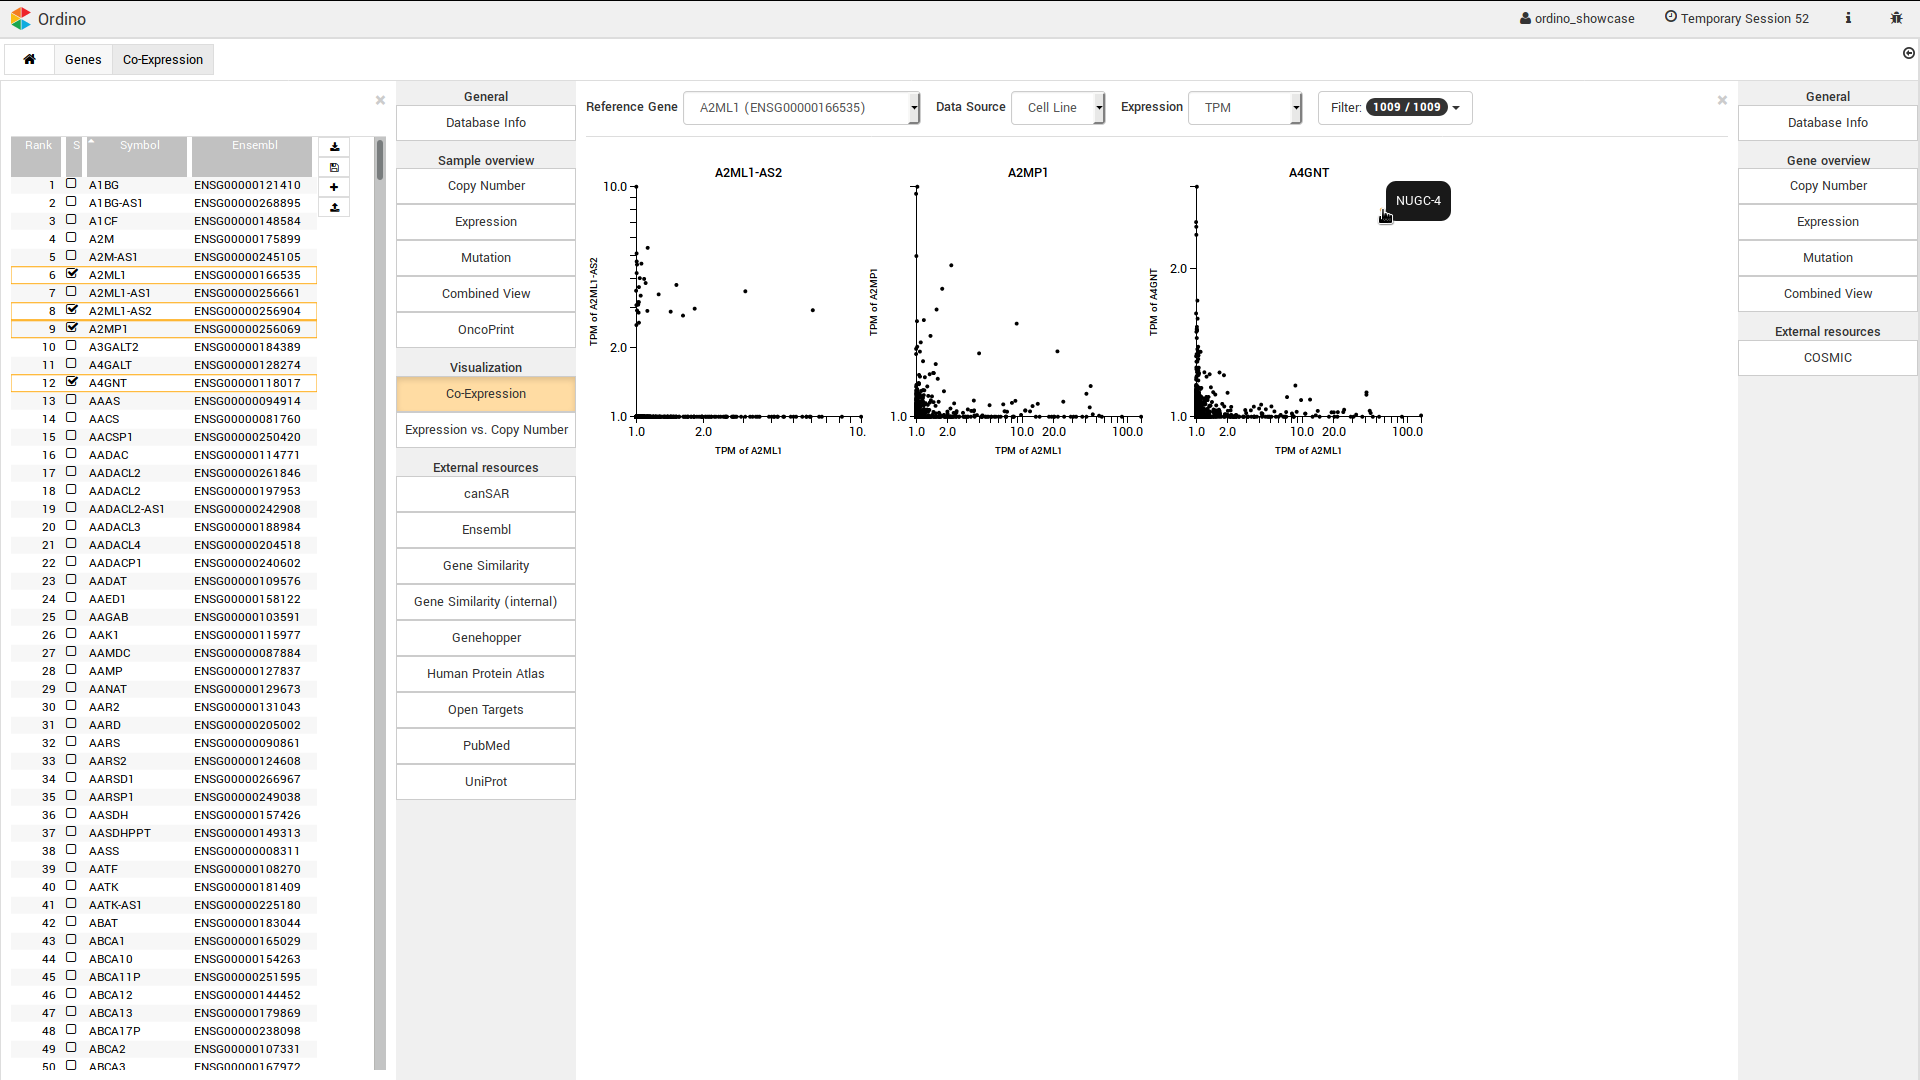 Ordino
ordino_showcase
Temporary Session 52
Genes
Co-Expression
Rank S Symbol Ensembl
1 A1BG ENSG00000121410
2 A1BG-AS1 ENSG00000268895
3 A1CF ENSG00000148584
4 A2M ENSG00000175899
5 A2M-AS1 ENSG00000245105
6 A2ML1 ENSG00000166535
7 A2ML1-AS1 ENSG00000256661
8 A2ML1-AS2 ENSG00000256904
9 A2MP1 ENSG00000256069
10 A3GALT2 ENSG00000184389
11 A4GALT ENSG00000128274
12 A4GNT ENSG00000118017
13 AAAS ENSG00000094914
14 AACS ENSG00000081760
15 AACSP1 ENSG00000250420
16 AADAC ENSG00000114771
17 AADACL2 ENSG00000261846
18 AADACL2 ENSG00000197953
19 AADACL2-AS1 ENSG00000242908
20 AADACL3 ENSG00000188984
21 AADACL4 ENSG00000204518
22 AADACP1 ENSG00000240602
23 AADAT ENSG00000109576
24 AAED1 ENSG00000158122
25 AAGAB ENSG00000103591
26 AAK1 ENSG00000115977
27 AAMDC ENSG00000087884
28 AAMP ENSG00000127837
29 AANAT ENSG00000129673
30 AAR2 ENSG00000131043
31 AARD ENSG00000205002
32 AARS ENSG00000090861
33 AARS2 ENSG00000124608
34 AARSD1 ENSG00000266967
35 AARSP1 ENSG00000249038
36 AASDH ENSG00000157426
37 AASDHPPT ENSG00000149313
38 AASS ENSG00000008311
39 AATF ENSG00000108270
40 AATK ENSG00000181409
41 AATK-AS1 ENSG00000225180
42 ABAT ENSG00000183044
43 ABCA1 ENSG00000165029
44 ABCA10 ENSG00000154263
45 ABCA11P ENSG00000251595
46 ABCA12 ENSG00000144452
47 ABCA13 ENSG00000179869
48 ABCA17P ENSG00000238098
49 ABCA2 ENSG00000107331
50 ABCA3 ENSG00000167972
General
Database Info
Sample overview
Copy Number
Expression
Mutation
Combined View
OncoPrint
Visualization
Co-Expression
Expression vs. Copy Number
External resources
canSAR
Ensembl
Gene Similarity
Gene Similarity (internal)
Genehopper
Human Protein Atlas
Open Targets
PubMed
UniProt
Reference Gene A2ML1 (ENSG00000166535) Data Source Cell Line Expression TPM Filter: 1009 / 1009
A2ML1-AS2
10.0
2.0
1.0
TPM of A2ML1-AS2
1.0 2.0 10.
TPM of A2ML1
A2MP1
1.0
TPM of A2MP1
1.0 2.0 10.0 20.0 100.0
TPM of A2ML1
A4GNT
2.0
1.0
TPM of A4GNT
1.0 2.0 10.0 20.0 100.0
TPM of A2ML1
NUGC-4
General
Database Info
Gene overview
Copy Number
Expression
Mutation
Combined View
External resources
COSMIC